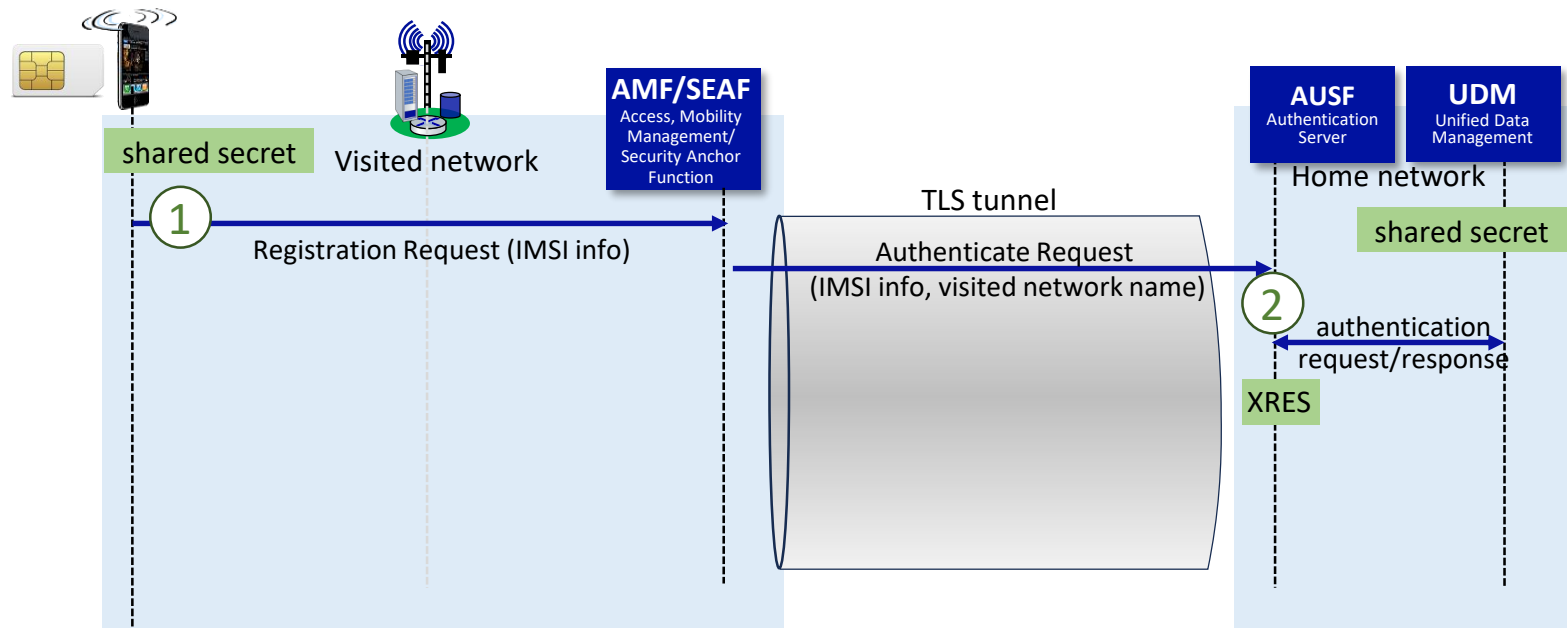 AMF/SEAF
Access, Mobility
Management/
Security Anchor
Function
AUSF
Authentication
Server
UDM
Unified Data
Management
shared secret
Visited network
Home network
TLS tunnel
shared secret
1
Registration Request (IMSI info)
Authenticate Request
(IMSI info, visited network name)
2
authentication
request/response
XRES